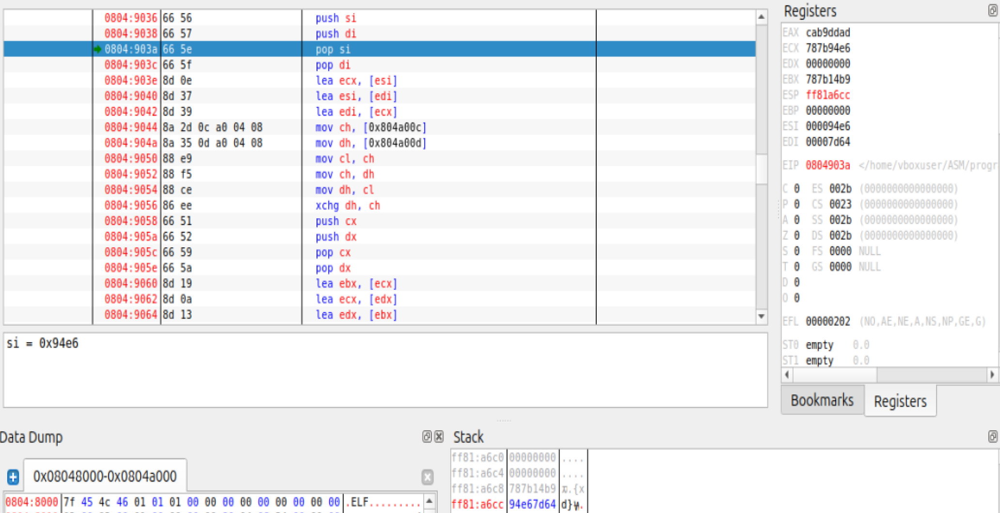 0804:9036 66 56 push si
0804:9038 66 57 push di
0804:903a 66 5e pop si
0804:903c 66 5f pop di
0804:903e 8d 0e lea ecx, [esi]
0804:9040 8d 37 lea esi, [edi]
0804:9042 8d 39 lea edi, [ecx]
0804:9044 8a 2d 0c a0 04 08 mov ch, [0x804a00c]
0804:904a 8a 35 0d a0 04 08 mov dh, [0x804a00d]
0804:9050 88 e9 mov cl, ch
0804:9052 88 f5 mov ch, dh
0804:9054 88 ce mov dh, cl
0804:9056 86 ee xchg dh, ch
0804:9058 66 51 push cx
0804:905a 66 52 push dx
0804:905c 66 59 pop cx
0804:905e 66 5a pop dx
0804:9060 8d 19 lea ebx, [ecx]
0804:9062 8d 0a lea ecx, [edx]
0804:9064 8d 13 lea edx, [ebx]
si = 0x94e6
Registers
EAX cab9ddad
ECX 787b94e6
EDX 00000000
EBX 787b14b9
ESP ff81a6cc
EBP 00000000
ESI 000094e6
EDI 00007d64
EIP 0804903a </home/vboxuser/ASM/progr
C 0 ES 002b (0000000000000000)
P 0 CS 0023 (0000000000000000)
A 0 SS 002b (0000000000000000)
Z 0 DS 002b (0000000000000000)
S 0 FS 0000 NULL
T 0 GS 0000 NULL
D 0
O 0
EFL 00000202 (NO,AE,NE,A,NS,NP,GE,G)
ST0 empty 0.0
ST1 empty 0.0
Bookmarks Registers
Data Dump
0x08048000-0x0804a000
0804:8000 7f 45 4c 46 01 01 01 00 00 00 00 00 00 00 00 00 .ELF.........
Stack
ff81:a6c0 00000000 ....
ff81:a6c4 00000000 ....
ff81:a6c8 787b14b9 .{x
ff81:a6cc 94e67d64 d}